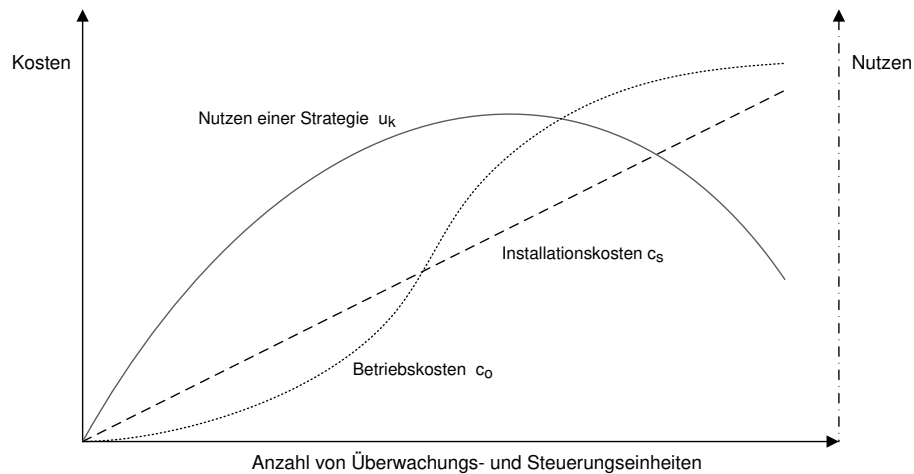 Kosten
Nutzen
Nutzen einer Strategie uk
Installationskosten cs
Betriebskosten co
Anzahl von Überwachungs- und Steuerungseinheiten